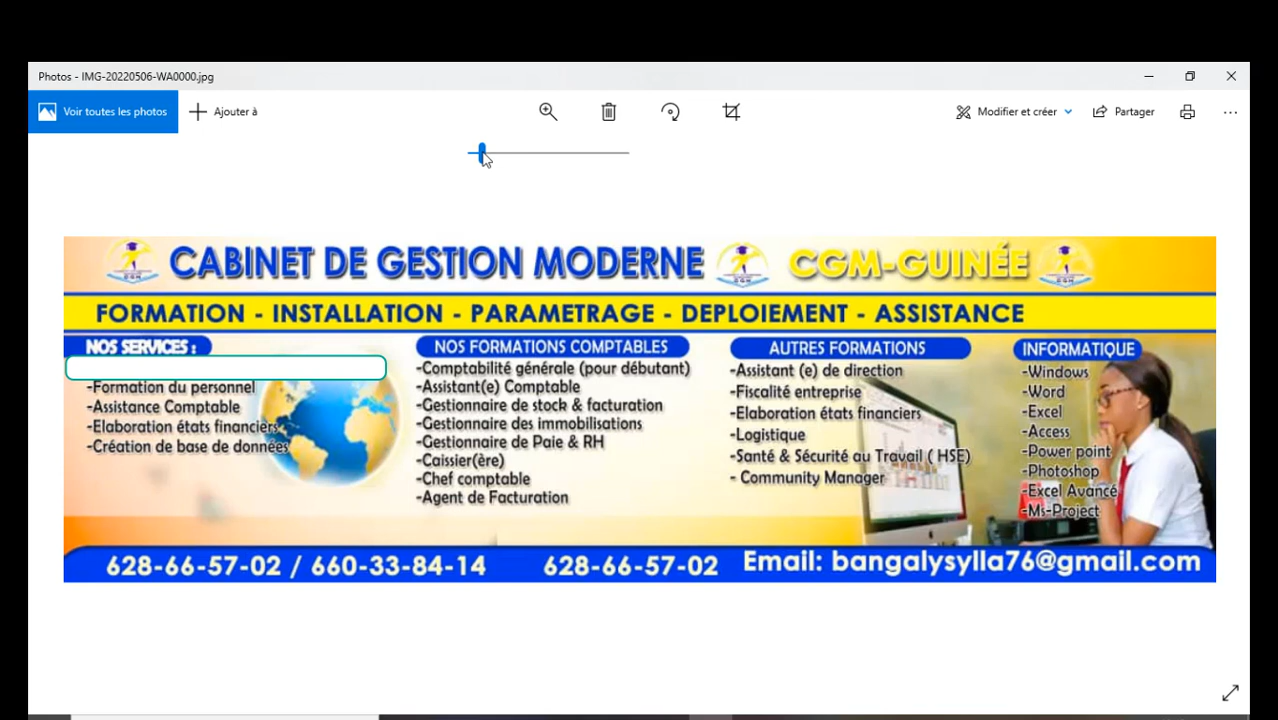 Photos - IMG-20220506-WA0000.jpg
Voir toutes les photos
Ajouter à
Modifier et créer
Partager
CABINET DE GESTION MODERNE
CGM-GUINÉE
FORMATION - INSTALLATION - PARAMETRAGE - DEPLOIEMENT - ASSISTANCE
NOS SERVICES :
-Formation du personnel
-Assistance Comptable
-Elaboration états financiers
-Création de base de données
NOS FORMATIONS COMPTABLES
-Comptabilité générale (pour débutant)
-Assistant(e) Comptable
-Gestionnaire de stock & facturation
-Gestionnaire des immobilisations
-Gestionnaire de Paie & RH
-Caissier(ère)
-Chef comptable
-Agent de Facturation
AUTRES FORMATIONS
-Assistant (e) de direction
-Fiscalité entreprise
-Elaboration états financiers
-Logistique
-Santé & Sécurité au Travail ( HSE)
- Community Manager
INFORMATIQUE
-Windows
-Word
-Excel
-Access
-Power point
-Photoshop
-Excel Avancé
-Ms-Project
628-66-57-02 / 660-33-84-14
628-66-57-02
Email: bangalysylla76@gmail.com